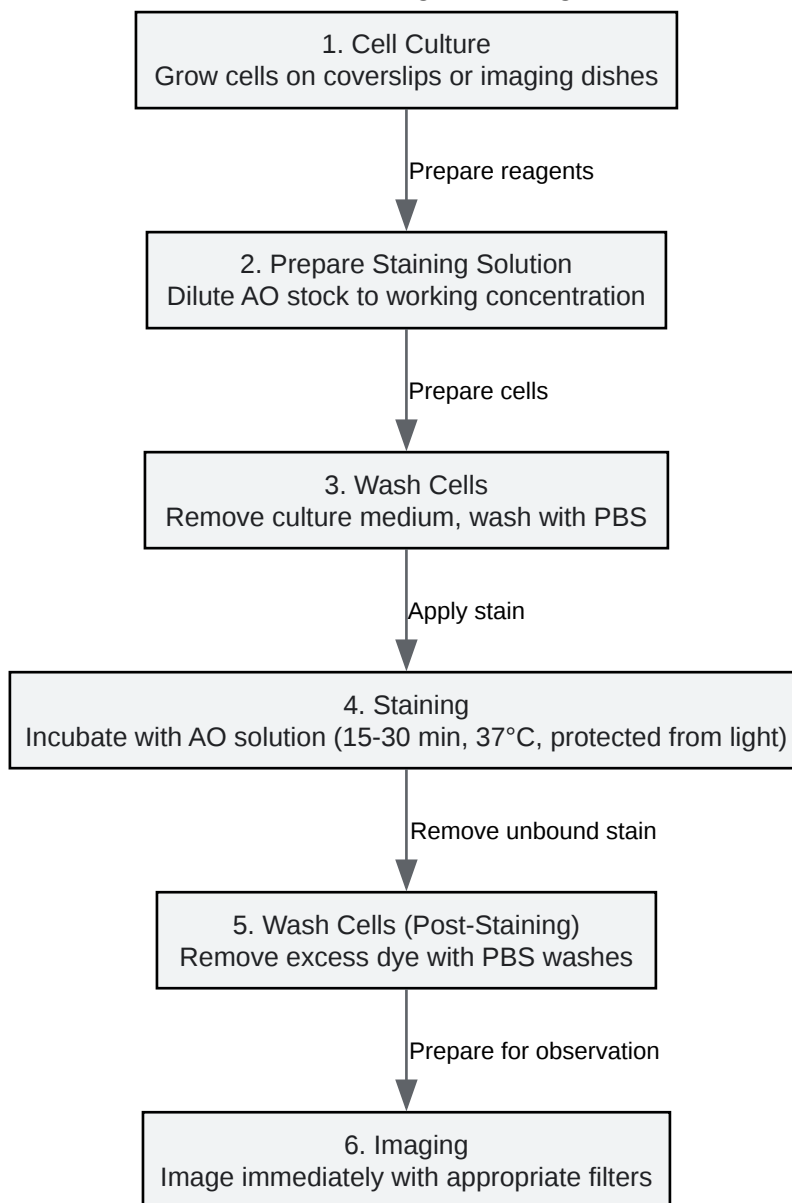 1. Cell Culture
Grow cells on coverslips or imaging dishes
Prepare reagents
2. Prepare Staining Solution
Dilute AO stock to working concentration
Prepare cells
3. Wash Cells
Remove culture medium, wash with PBS
Apply stain
4. Staining
Incubate with AO solution (15-30 min, 37°C, protected from light)
Remove unbound stain
5. Wash Cells (Post-Staining)
Remove excess dye with PBS washes
Prepare for observation
6. Imaging
Image immediately with appropriate filters